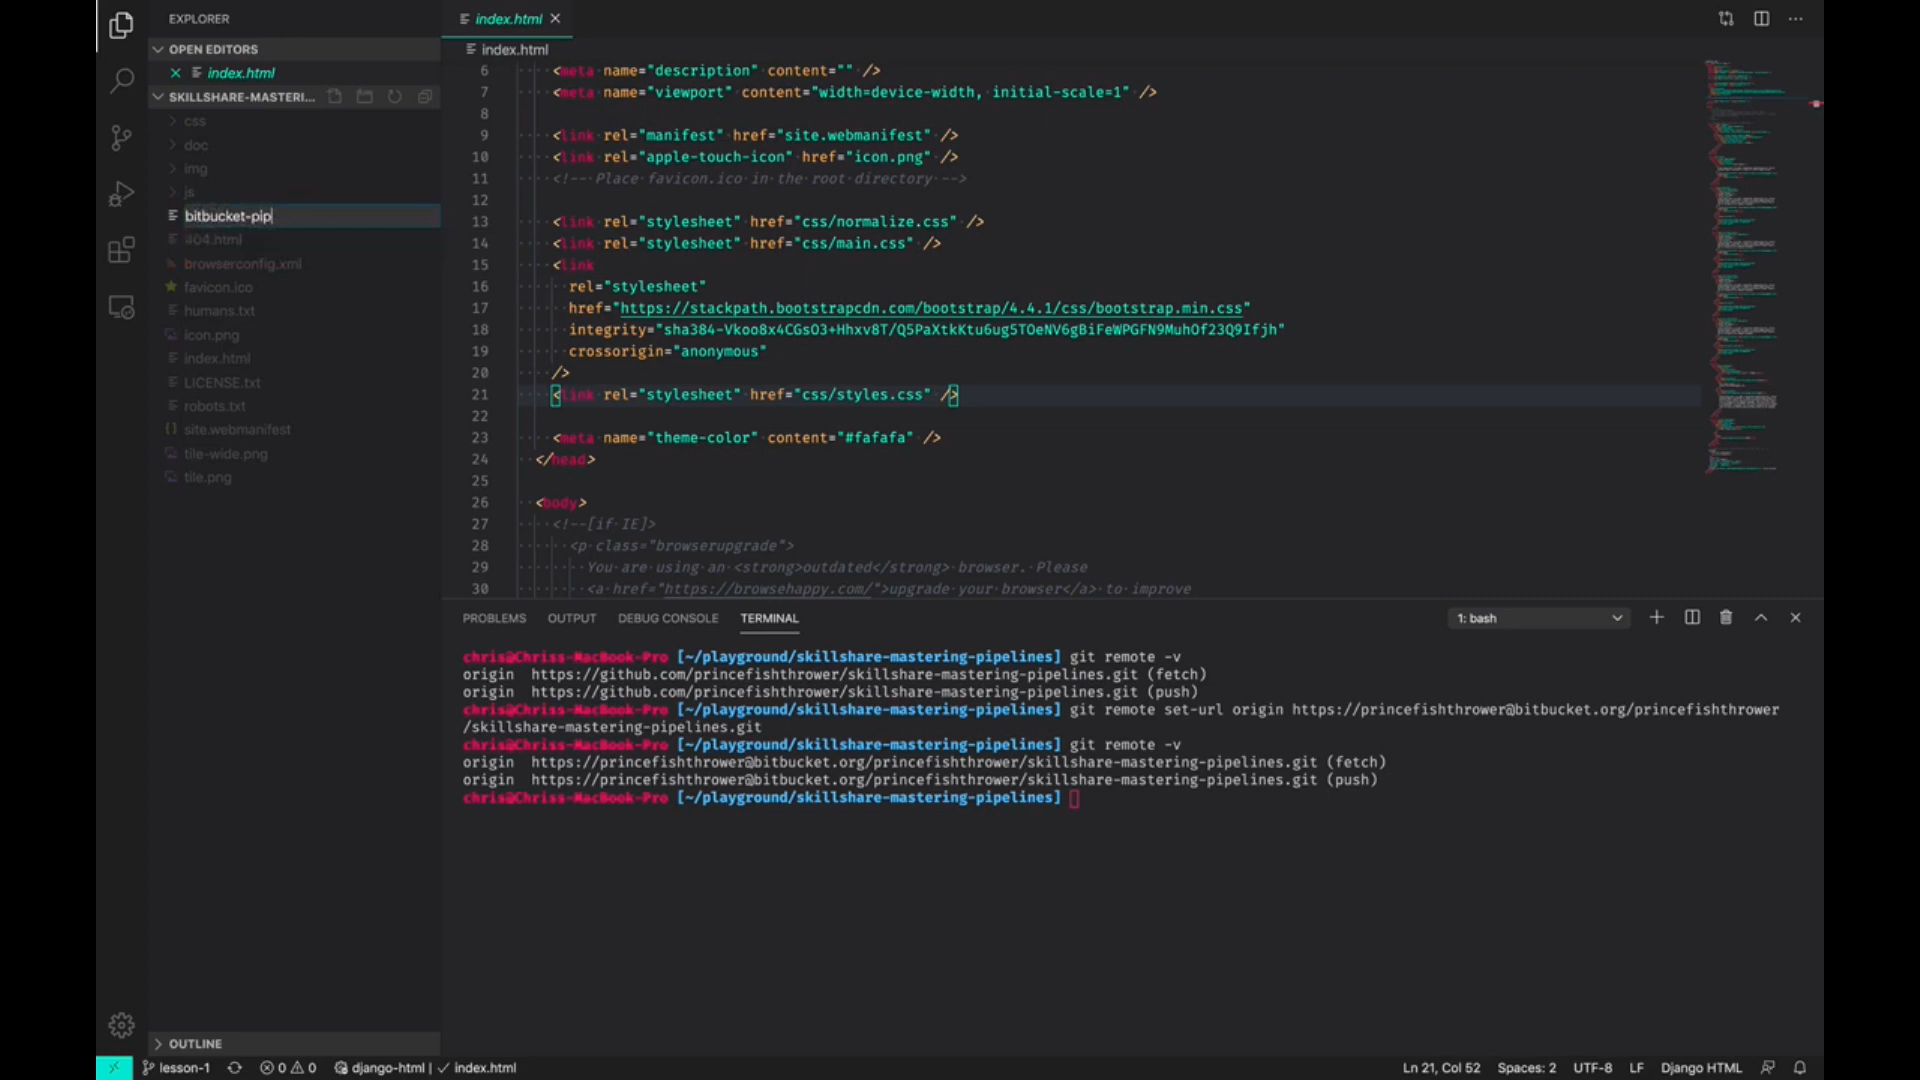 EXPLORER
OPEN EDITORS
index.html
SKILLSHARE-MASTERI...
css
doc
img
js
bitbucket-pip
404.html
browserconfig.xml
favicon.ico
humans.txt
icon.png
index.html
LICENSE.txt
robots.txt
site.webmanifest
tile-wide.png
tile.png
OUTLINE
index.html
index.html
6 <meta name="description" content="" />
7 <meta name="viewport" content="width=device-width, initial-scale=1" />
8
9 <link rel="manifest" href="site.webmanifest" />
10 <link rel="apple-touch-icon" href="icon.png" />
11 <!-- Place favicon.ico in the root directory -->
12
13 <link rel="stylesheet" href="css/normalize.css" />
14 <link rel="stylesheet" href="css/main.css" />
15 <link
16 rel="stylesheet"
17 href="https://stackpath.bootstrapcdn.com/bootstrap/4.4.1/css/bootstrap.min.css"
18 integrity="sha384-Vkoo8x4CGsO3+Hhxv8T/Q5PaXtkKtu6ug5TOeNV6gBiFeWPGFN9MuhOf23Q9Ifjh"
19 crossorigin="anonymous"
20 />
21 <link rel="stylesheet" href="css/styles.css" />
22
23 <meta name="theme-color" content="#fafafa" />
24 </head>
25
26 <body>
27 <!--[if IE]>
28 <p class="browserupgrade">
29 You are using an <strong>outdated</strong> browser. Please
30 <a href="https://browsehappy.com/">upgrade your browser</a> to improve
PROBLEMS OUTPUT DEBUG CONSOLE TERMINAL 1: bash
chris@Chriss-MacBook-Pro [~/playground/skillshare-mastering-pipelines] git remote -v
origin https://github.com/princefishthrower/skillshare-mastering-pipelines.git (fetch)
origin https://github.com/princefishthrower/skillshare-mastering-pipelines.git (push)
chris@Chriss-MacBook-Pro [~/playground/skillshare-mastering-pipelines] git remote set-url origin https://princefishthrower@bitbucket.org/princefishthrower
/skillshare-mastering-pipelines.git
chris@Chriss-MacBook-Pro [~/playground/skillshare-mastering-pipelines] git remote -v
origin https://princefishthrower@bitbucket.org/princefishthrower/skillshare-mastering-pipelines.git (fetch)
origin https://princefishthrower@bitbucket.org/princefishthrower/skillshare-mastering-pipelines.git (push)
chris@Chriss-MacBook-Pro [~/playground/skillshare-mastering-pipelines]
lesson-1 0 0 django-html | index.html Ln 21, Col 52 Spaces: 2 UTF-8 LF Django HTML